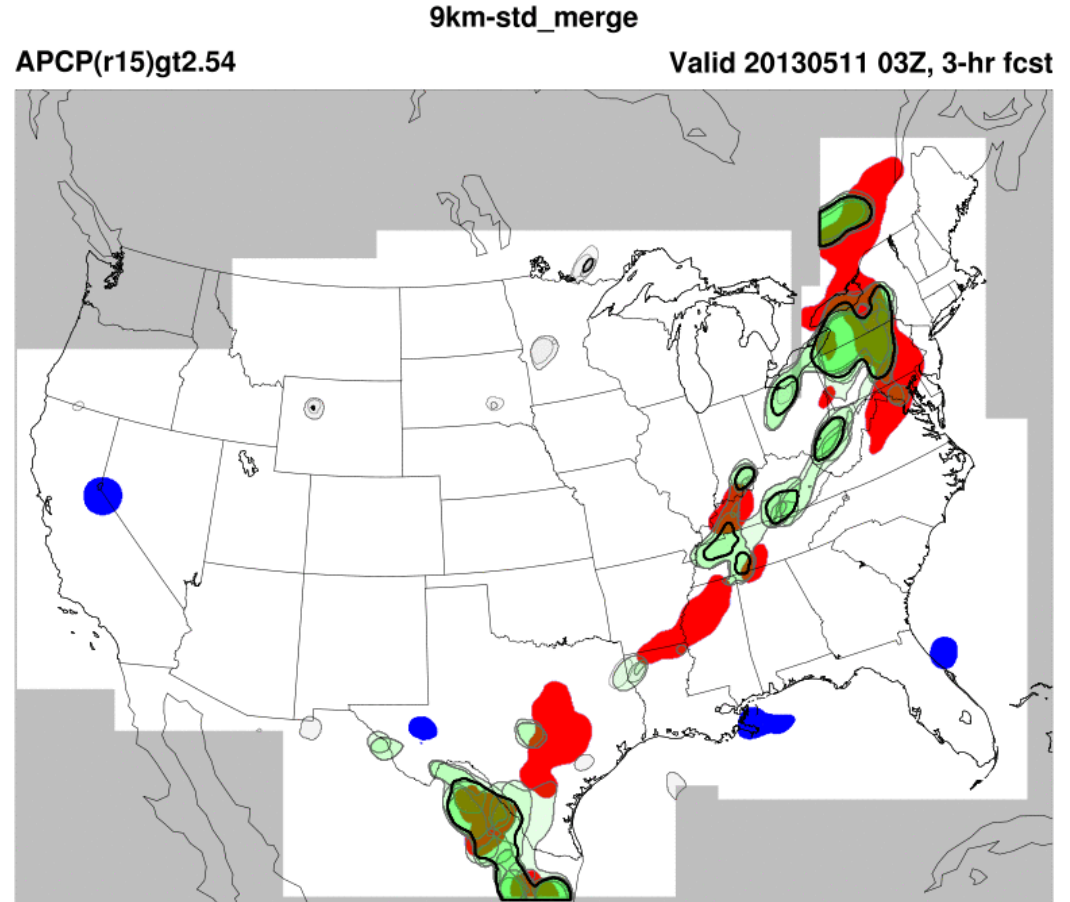 9km-std_merge
APCP(r15)gt2.54
Valid 20130511 03Z, 3-hr fcst